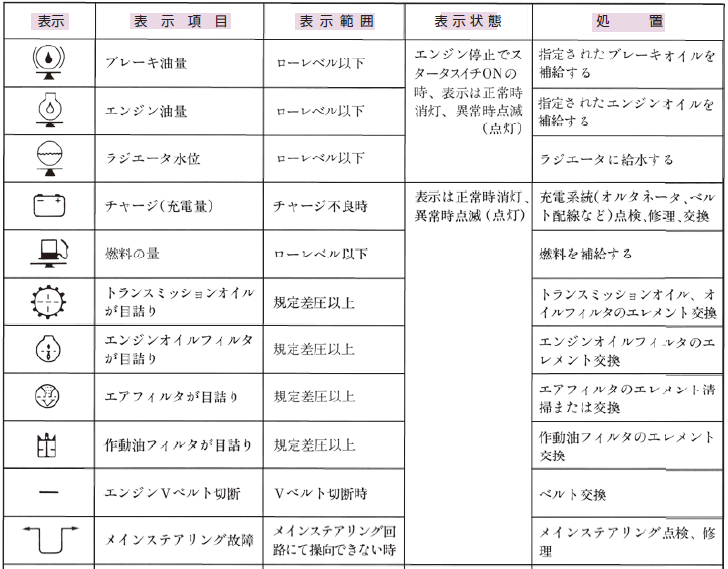 表示 表示項目 表示範囲 表示状態 処置
ブレーキ油量 ローレベル以下 エンジン停止でス
タータスイチONの
時、表示は正常時
消灯、異常時点滅
(点灯) 指定されたブレーキオイルを
補給する
エンジン油量 ローレベル以下 指定されたエンジンオイルを
補給する
ラジエータ水位 ローレベル以下 ラジエータに給水する
チャージ(充電量) チャージ不良時 表示は正常時消灯、
異常時点滅(点灯) 充電系統(オルタネータ、ベル
ト配線など)点検、修理、交換
燃料の量 ローレベル以下 燃料を補給する
トランスミッションオイル
が目詰り 規定差圧以上 トランスミッションオイル、オ
イルフィルタのエレメント交換
エンジンオイルフィルタ
が目詰り 規定差圧以上 エンジンオイルフィルタのエ
レメント交換
エアフィルタが目詰り 規定差圧以上 エアフィルタのエレメント清
掃または交換
作動油フィルタが目詰り 規定差圧以上 作動油フィルタのエレメント
交換
エンジンVベルト切断 Vベルト切断時 ベルト交換
メインステアリング故障 メインステアリング回
路にて操向できない時 メインステアリング点検、修
理